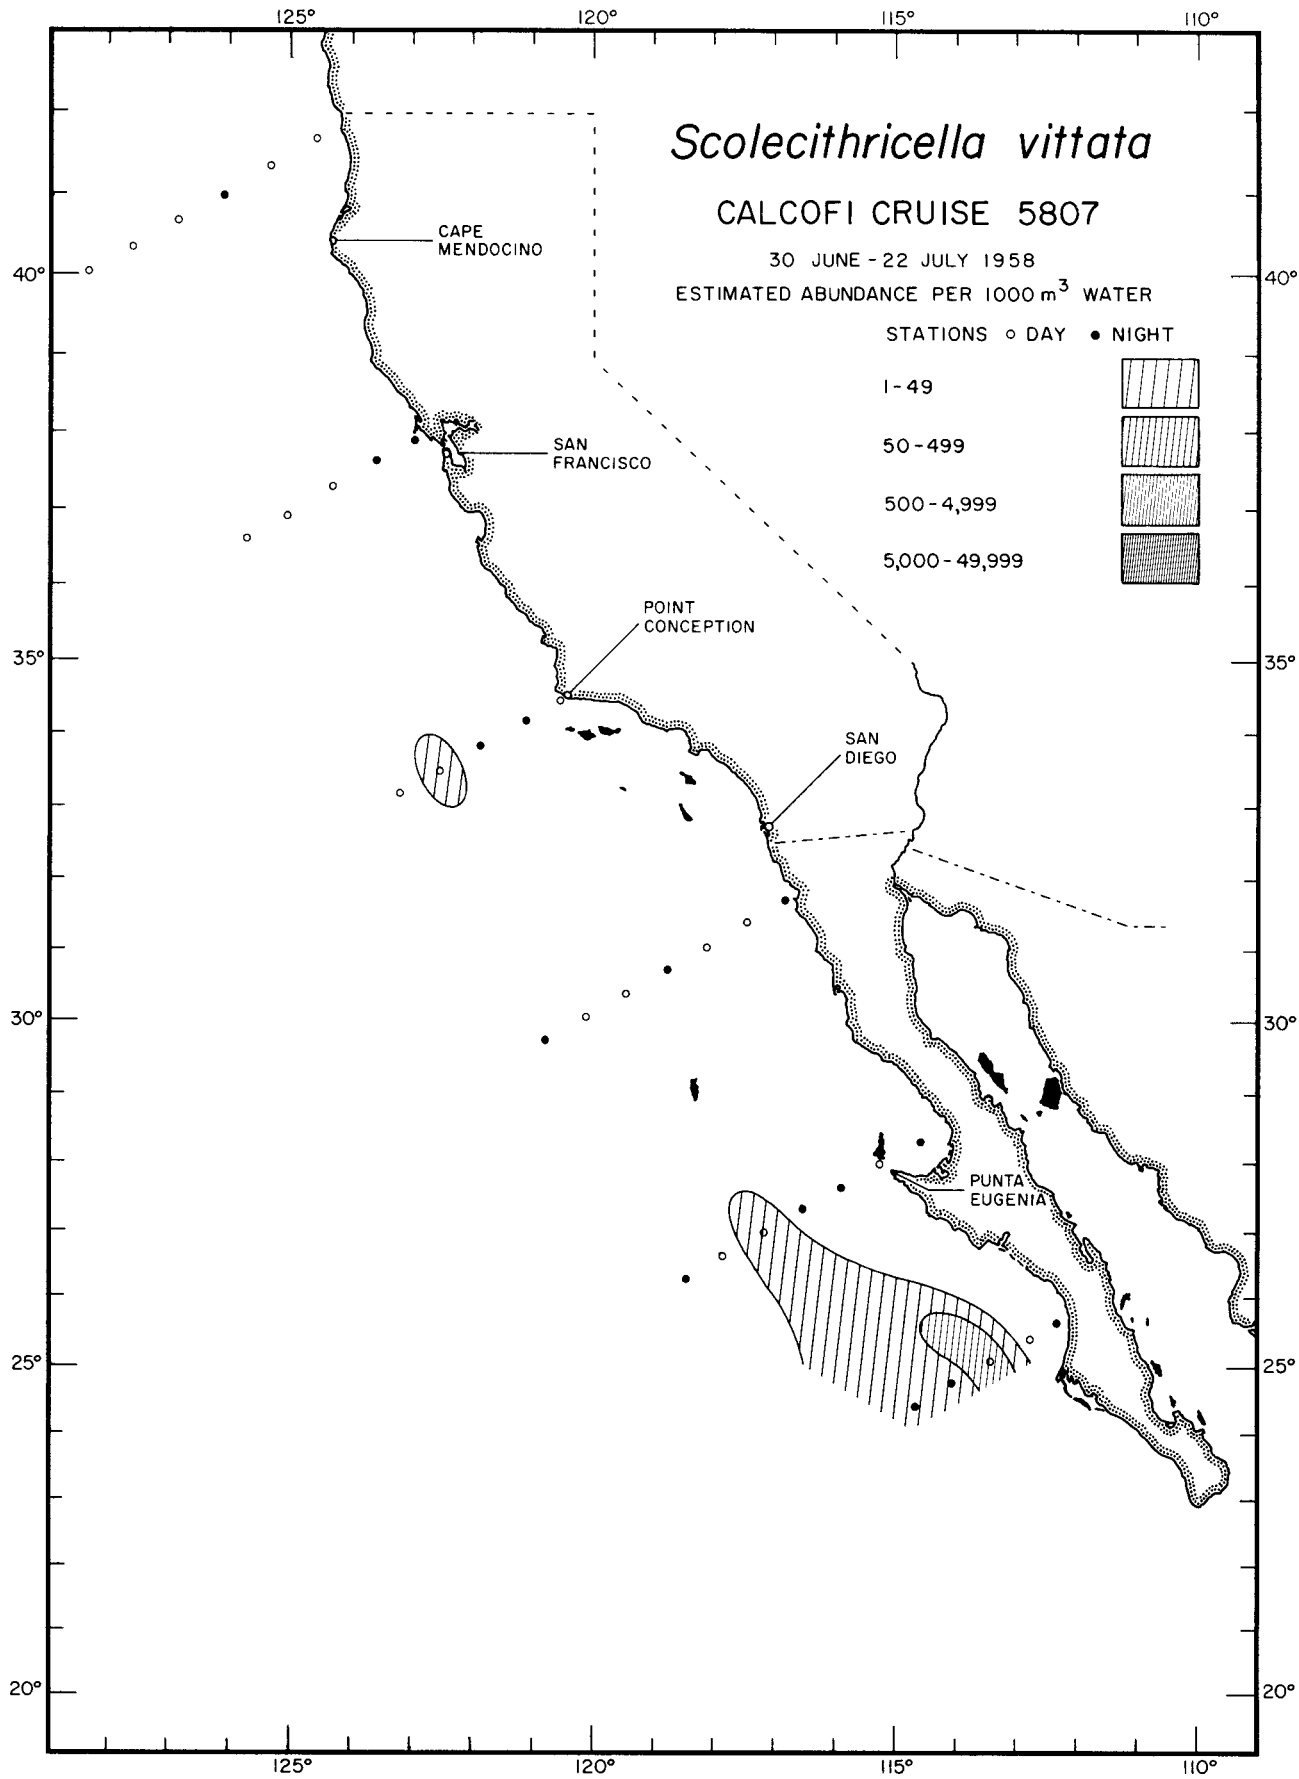 125° 120° 115° 110°
Scolecithricella vittata
CALCOFI CRUISE 5807
30 JUNE - 22 JULY 1958
ESTIMATED ABUNDANCE PER 1000 m³ WATER
STATIONS ○ DAY ● NIGHT
1 - 49
50 - 499
500 - 4,999
5,000 - 49,999
CAPE
MENDOCINO
40° 40°
SAN
FRANCISCO
POINT
CONCEPTION
35° 35°
SAN
DIEGO
30° 30°
PUNTA
EUGENIA
25° 25°
20° 20°
125° 120° 115° 110°